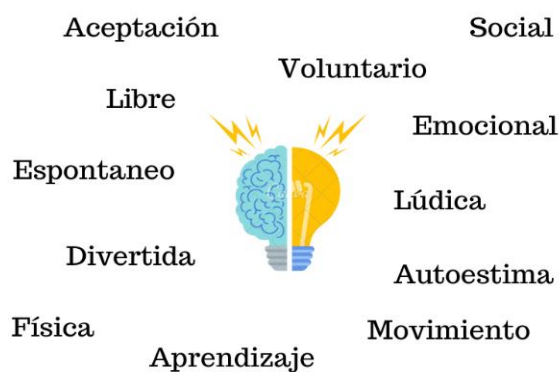 Aceptación
Social
Voluntario
Libre
Emocional
Espontaneo
Lúdica
Divertida
Autoestima
Física
Movimiento
Aprendizaje